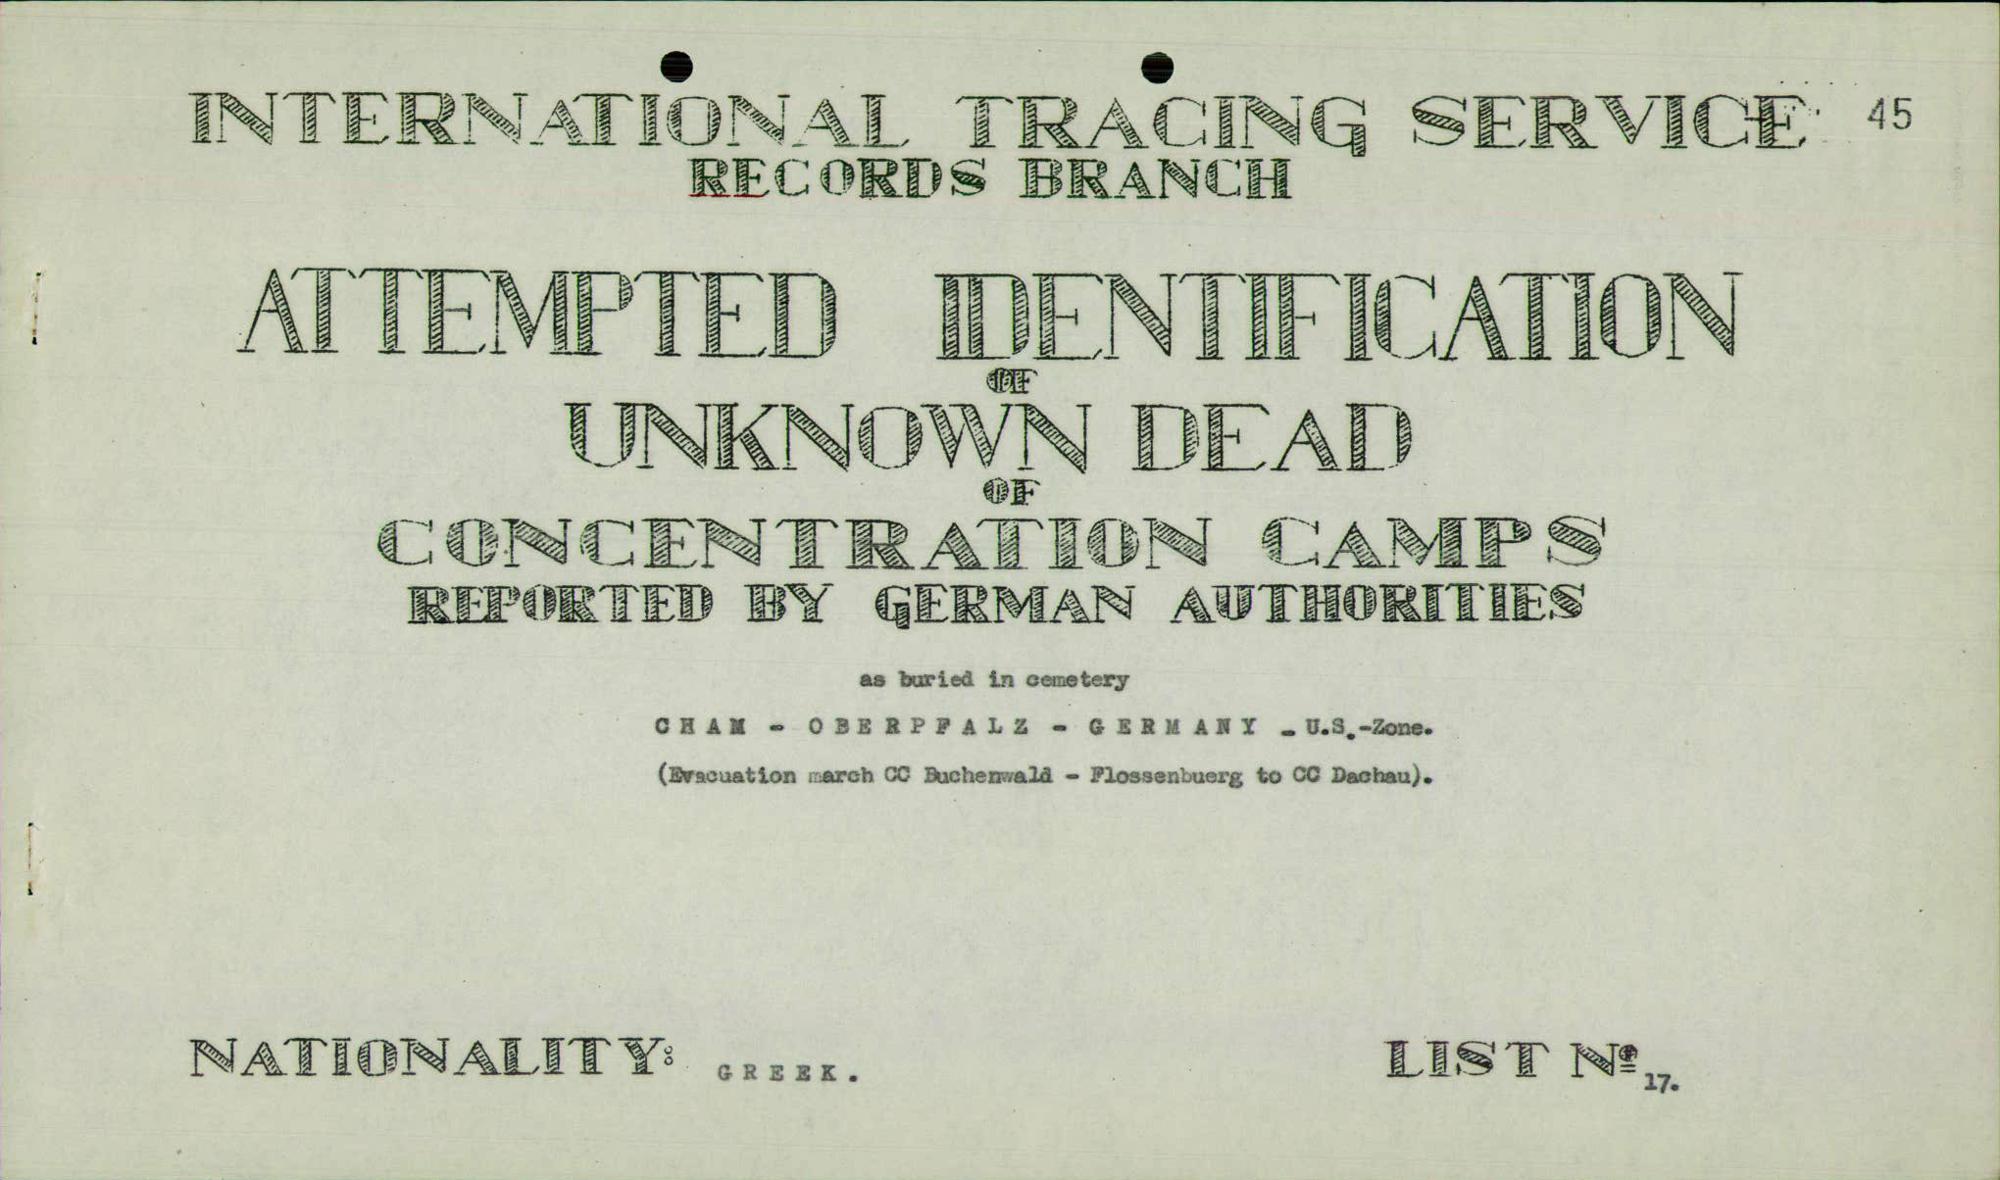 INTERNATIONAL TRACING SERVICE 45
RECORDS BRANCH
ATTEMPTED IDENTIFICATION
OF
UNKNOWN DEAD
OF
CONCENTRATION CAMPS
REPORTED BY GERMAN AUTHORITIES
as buried in cemetery
CHAM - OBERPFALZ - GERMANY - U.S.-Zone.
(Evacuation march CC Buchenwald - Flossenbuerg to CC Dachau).
NATIONALITY: GREEK. LIST Nº 17.